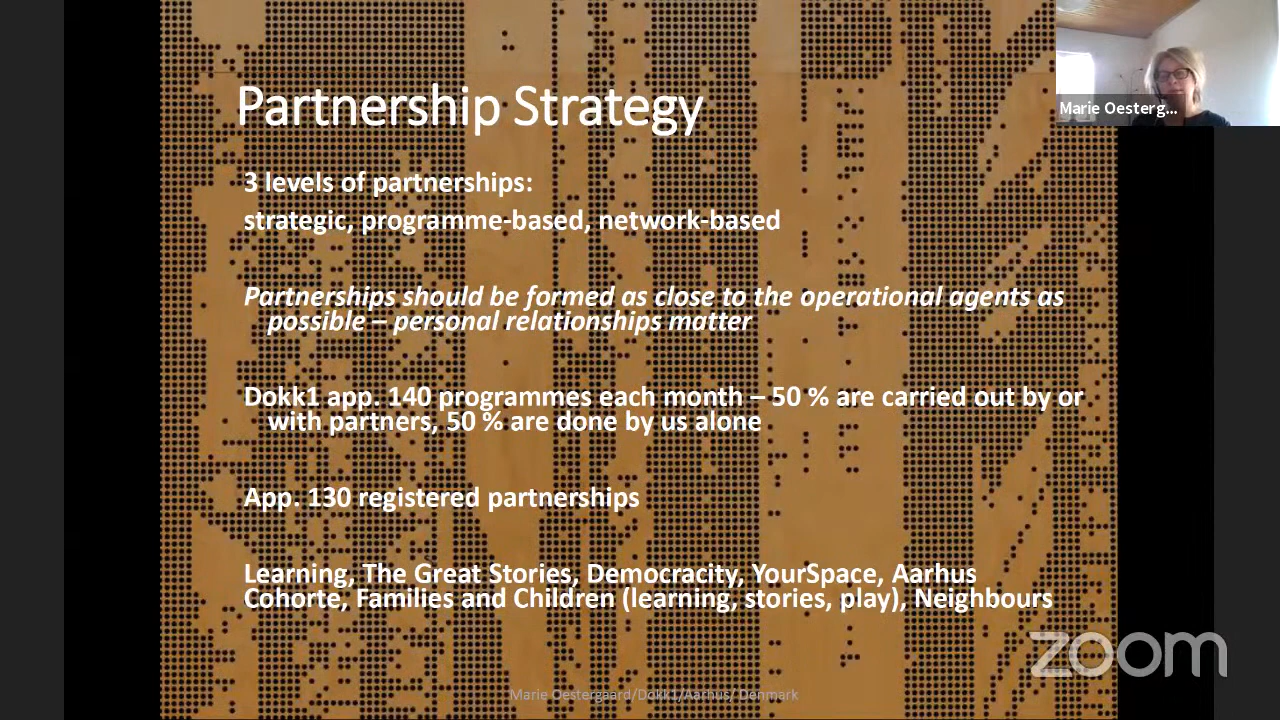 Partnership Strategy
Marie Oesterg...
3 levels of partnerships:
strategic, programme-based, network-based
Partnerships should be formed as close to the operational agents as
possible – personal relationships matter
Dokk1 app. 140 programmes each month – 50 % are carried out by or
with partners, 50 % are done by us alone
App. 130 registered partnerships
Learning, The Great Stories, Democracity, YourSpace, Aarhus
Cohorte, Families and Children (learning, stories, play), Neighbours
zoom
Marie Oestergaard/Dokk1/Aarhus/ Denmark